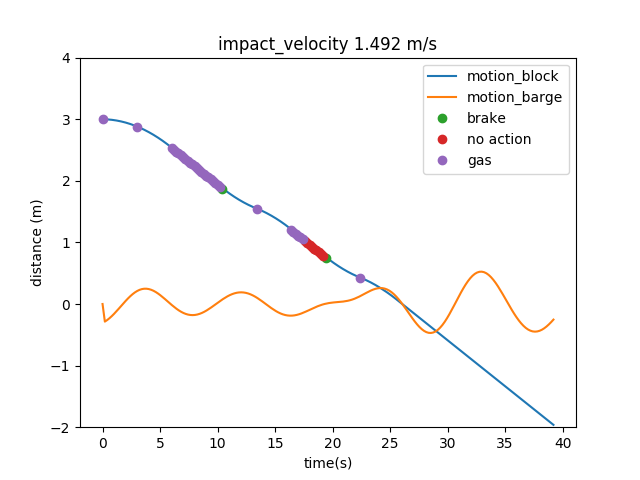 impact_velocity 1.492 m/s
motion_block
motion_barge
brake
no action
gas
distance (m)
4
3
2
1
0
−1
−2
0 5 10 15 20 25 30 35 40
time(s)